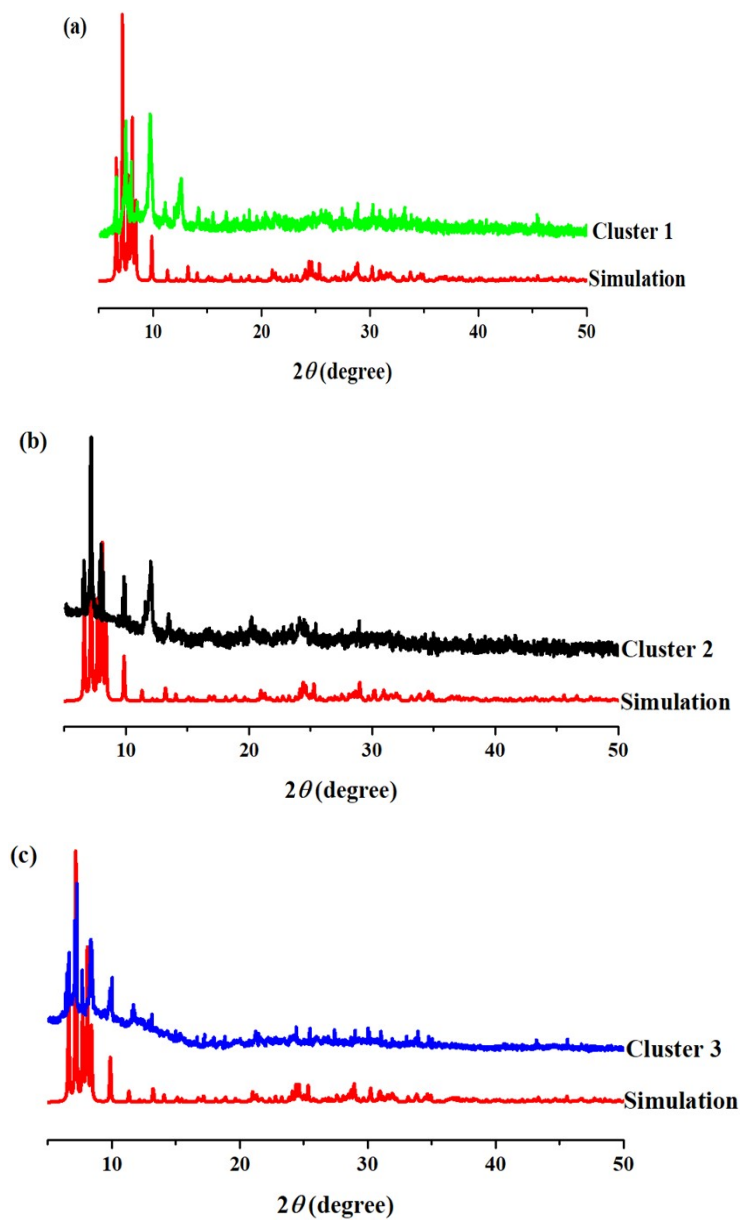 (a)
Cluster 1
Simulation
10 20 30 40 50
2θ (degree)
(b)
Cluster 2
Simulation
10 20 30 40 50
2θ (degree)
(c)
Cluster 3
Simulation
10 20 30 40 50
2θ (degree)